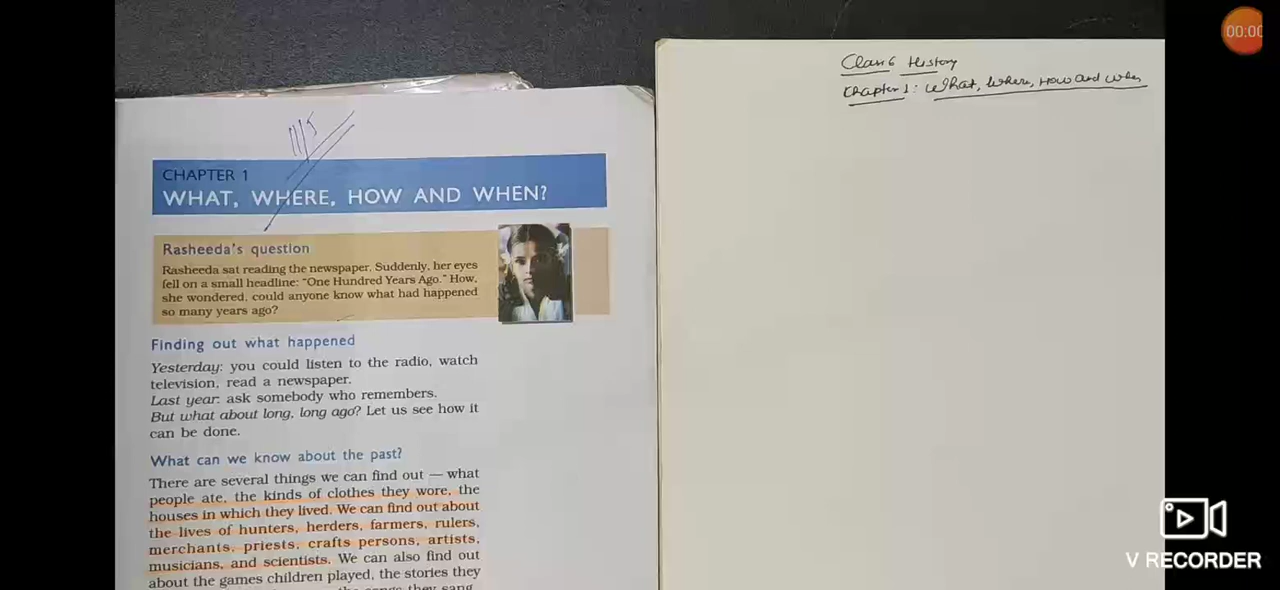 CHAPTER 1
WHAT, WHERE, HOW AND WHEN?
Rasheeda's question
Rasheeda sat reading the newspaper. Suddenly, her eyes
fell on a small headline: "One Hundred Years Ago." How,
she wondered, could anyone know what had happened
so many years ago?
Finding out what happened
Yesterday: you could listen to the radio, watch
television, read a newspaper.
Last year: ask somebody who remembers.
But what about long, long ago? Let us see how it
can be done.
What can we know about the past?
There are several things we can find out — what
people ate, the kinds of clothes they wore, the
houses in which they lived. We can find out about
the lives of hunters, herders, farmers, rulers,
merchants, priests, crafts persons, artists,
musicians, and scientists. We can also find out
about the games children played, the stories they
the songs they sang
Class 6 History
Chapter 1: What, Where, How and When
00:00
V RECORDER